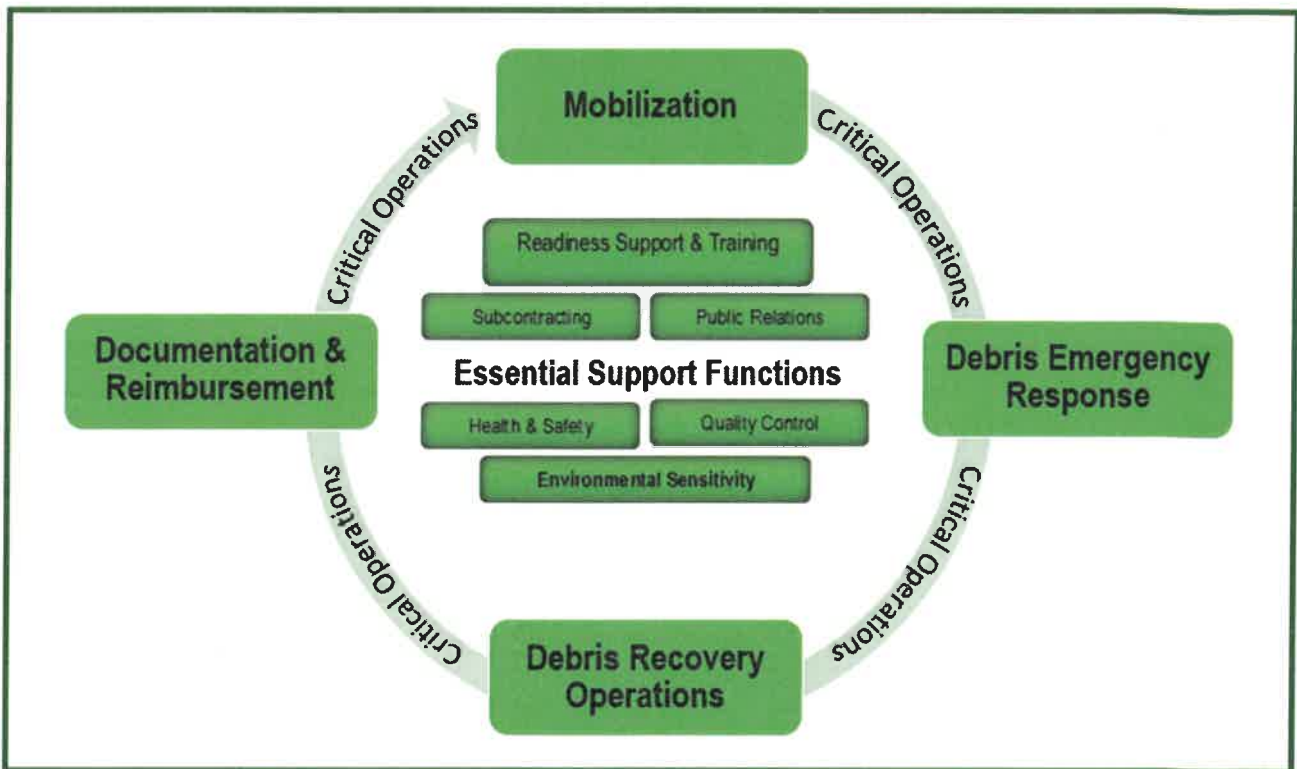 Mobilization
Critical Operations
Critical Operations
Readiness Support & Training
Subcontracting
Public Relations
Documentation &
Reimbursement
Essential Support Functions
Debris Emergency
Response
Health & Safety
Quality Control
Environmental Sensitivity
Critical Operations
Critical Operations
Debris Recovery
Operations